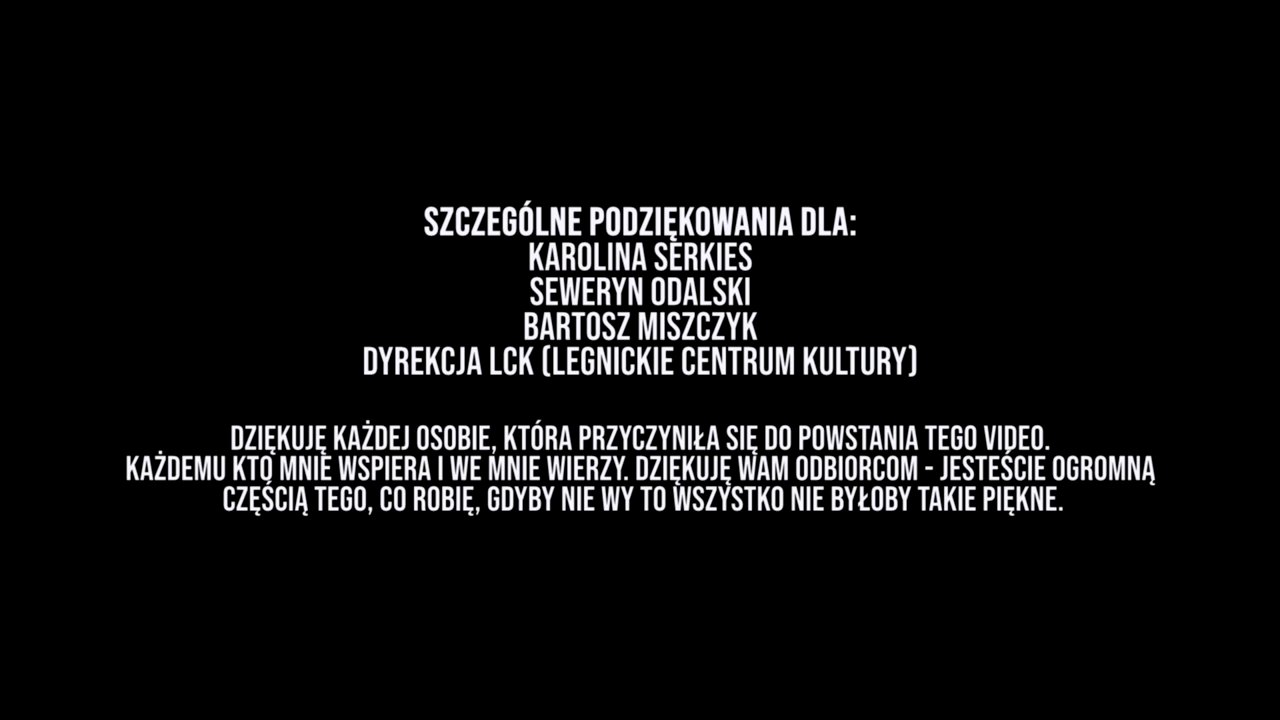 SZCZEGÓLNE PODZIĘKOWANIA DLA:
KAROLINA SERKIES
SEWERYN ODALSKI
BARTOSZ MISZCZYK
DYREKCJA LCK (LEGNICKIE CENTRUM KULTURY)
DZIĘKUJĘ KAŻDEJ OSOBIE, KTÓRA PRZYCZYNIŁA SIĘ DO POWSTANIA TEGO VIDEO.
KAŻDEMU KTO MNIE WSPIERA I WE MNIE WIERZY. DZIĘKUJĘ WAM ODBIORCOM - JESTEŚCIE OGROMNĄ
CZĘŚCIĄ TEGO, CO ROBIĘ, GDYBY NIE WY TO WSZYSTKO NIE BYŁOBY TAKIE PIĘKNE.